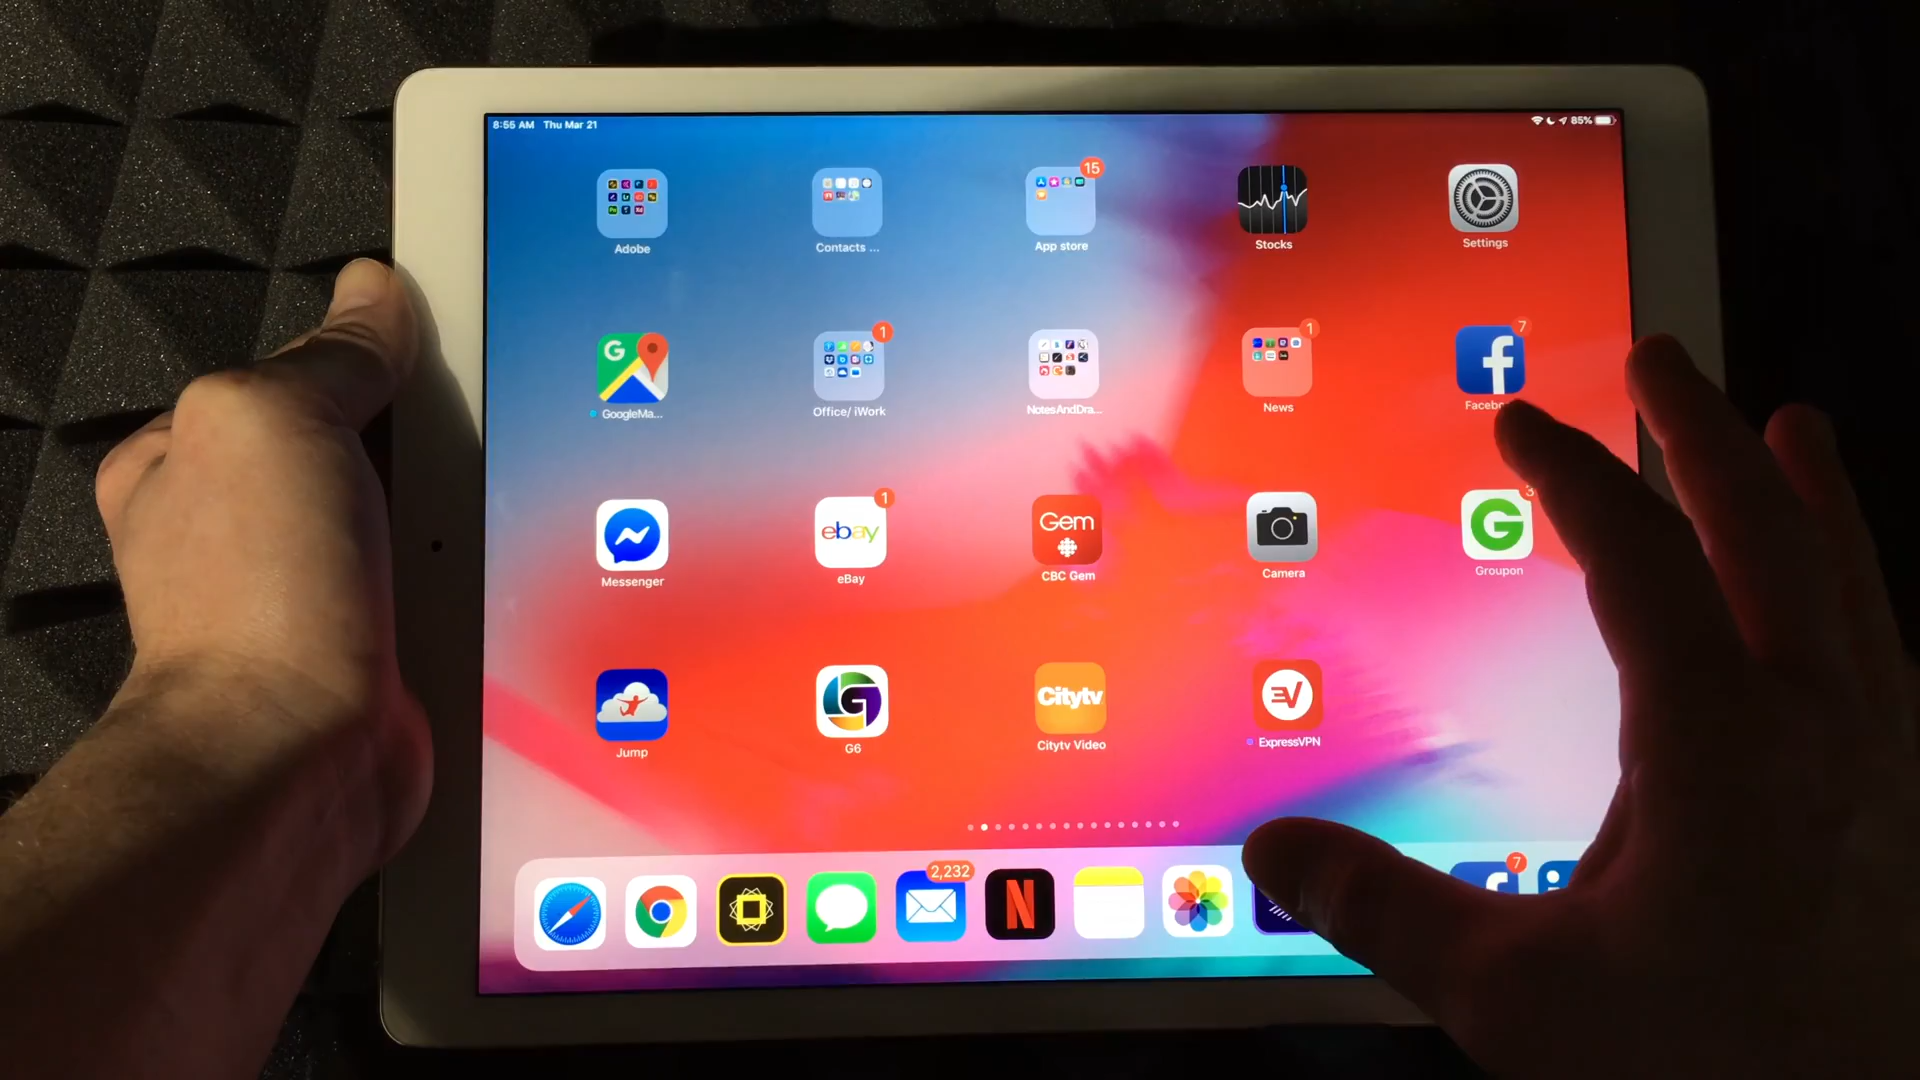 8:55 AM Thu Mar 21
85%
15
Adobe
Contacts ...
App store
Stocks
Settings
G
1
1
7
GoogleMa...
Office/ iWork
NotesAndDra...
News
Facebo
1
3
ebay
Gem
G
Messenger
eBay
CBC Gem
Camera
Groupon
G
Citytv
EV
Jump
G6
Citytv Video
ExpressVPN
2,232
7
N